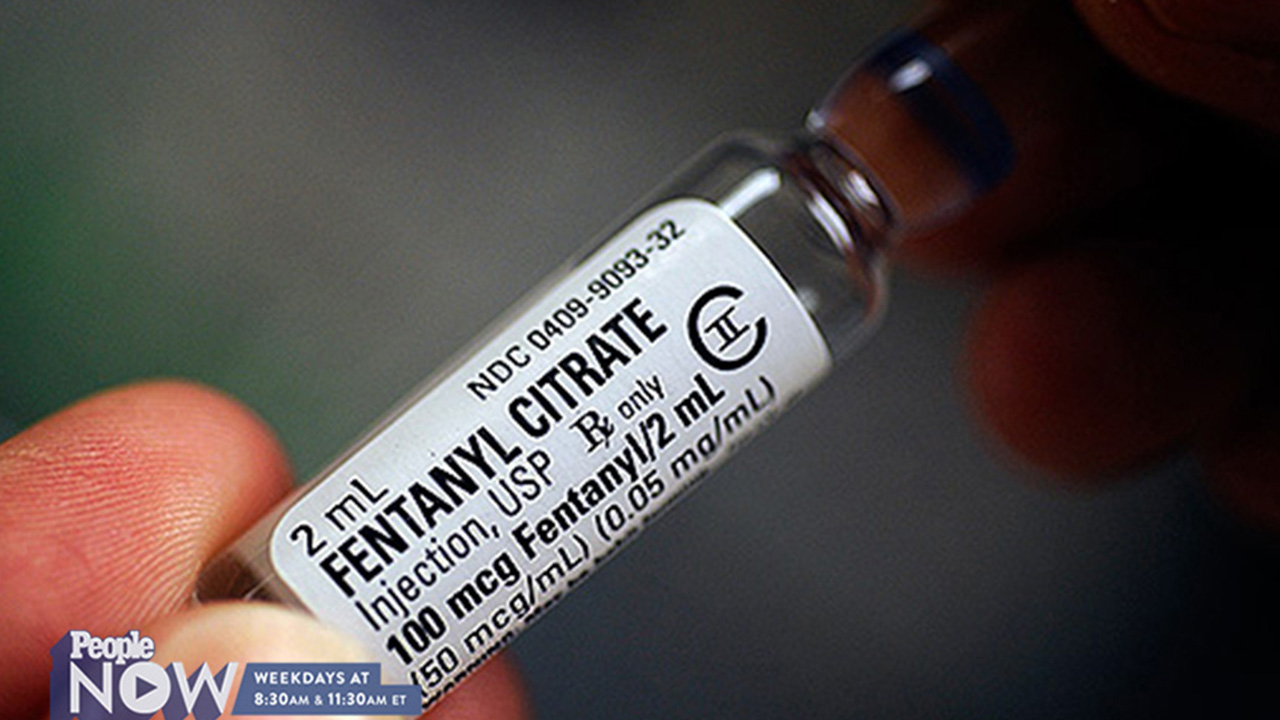 2 mL NDC 0409-9093-32
FENTANYL CITRATE
CII
Injection, USP Rx only
100 mcg Fentanyl/2 mL
(50 mcg/mL) (0.05 mg/mL)
People
NOW
WEEKDAYS AT
8:30AM & 11:30AM ET